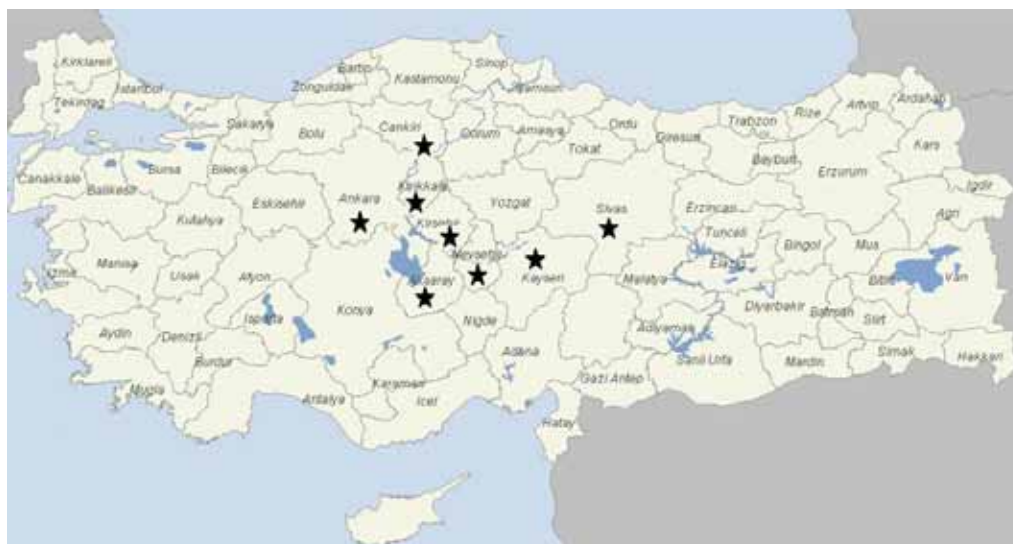 Kirklareli
Tekirdag
Istanbul
Sakarya
Bolu
Zonguldak
Bartin
Kastamonu
Sinop
Samsun
Cankiri
Corum
Amasya
Tokat
Ordu
Giresun
Trabzon
Rize
Artvin
Ardahan
Kars
Bayburt
Erzurum
Igdir
Agri
Canakkale
Balikesir
Bursa
Bilecik
Eskisehir
Ankara
Kirikkale
Kirsehir
Yozgat
Sivas
Erzincan
Tunceli
Bingol
Mus
Kutahya
Manisa
Izmir
Usak
Afyon
Nevsehir
Kayseri
Malatya
Elazig
Bitlis
Van
Aksaray
Konya
Isparta
Nigde
Diyarbakir
Batman
Siirt
Adiyaman
Aydin
Denizli
Burdur
Mugla
Antalya
Karaman
Icel
Adana
Gazi Antep
Sanli Urfa
Mardin
Sirnak
Hakkari
Hatay